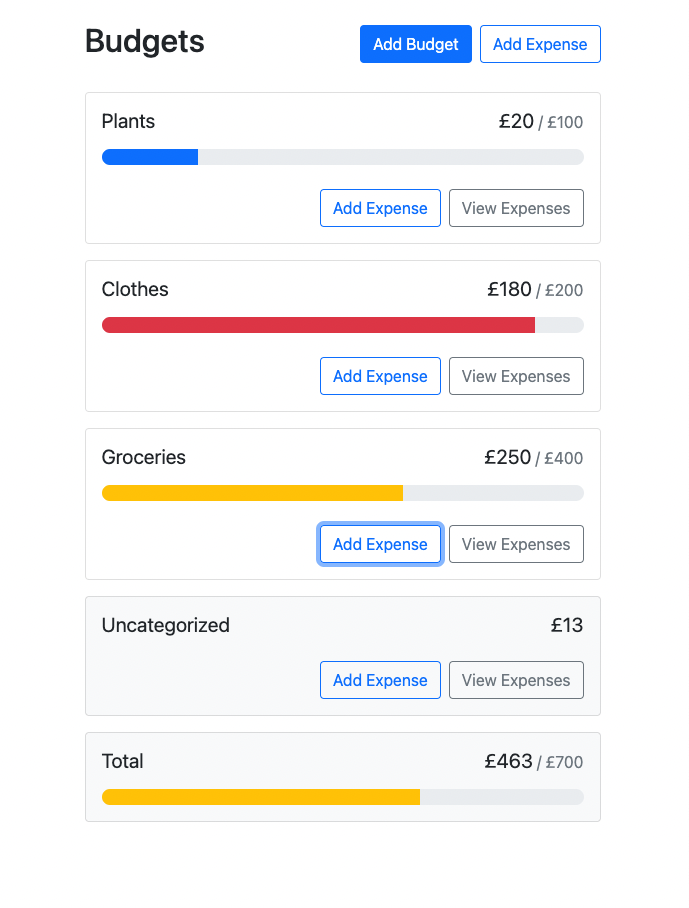 Budgets
Add Budget
Add Expense
Plants
£20 / £100
Add Expense
View Expenses
Clothes
£180 / £200
Add Expense
View Expenses
Groceries
£250 / £400
Add Expense
View Expenses
Uncategorized
£13
Add Expense
View Expenses
Total
£463 / £700